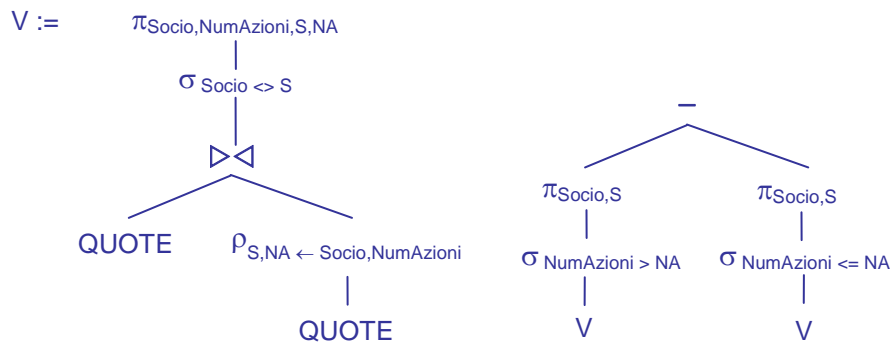 V := πSocio,NumAzioni,S,NA
σ Socio <> S
▷◁
QUOTE ρS,NA ← Socio,NumAzioni
QUOTE
−
πSocio,S πSocio,S
σ NumAzioni > NA σ NumAzioni <= NA
V V